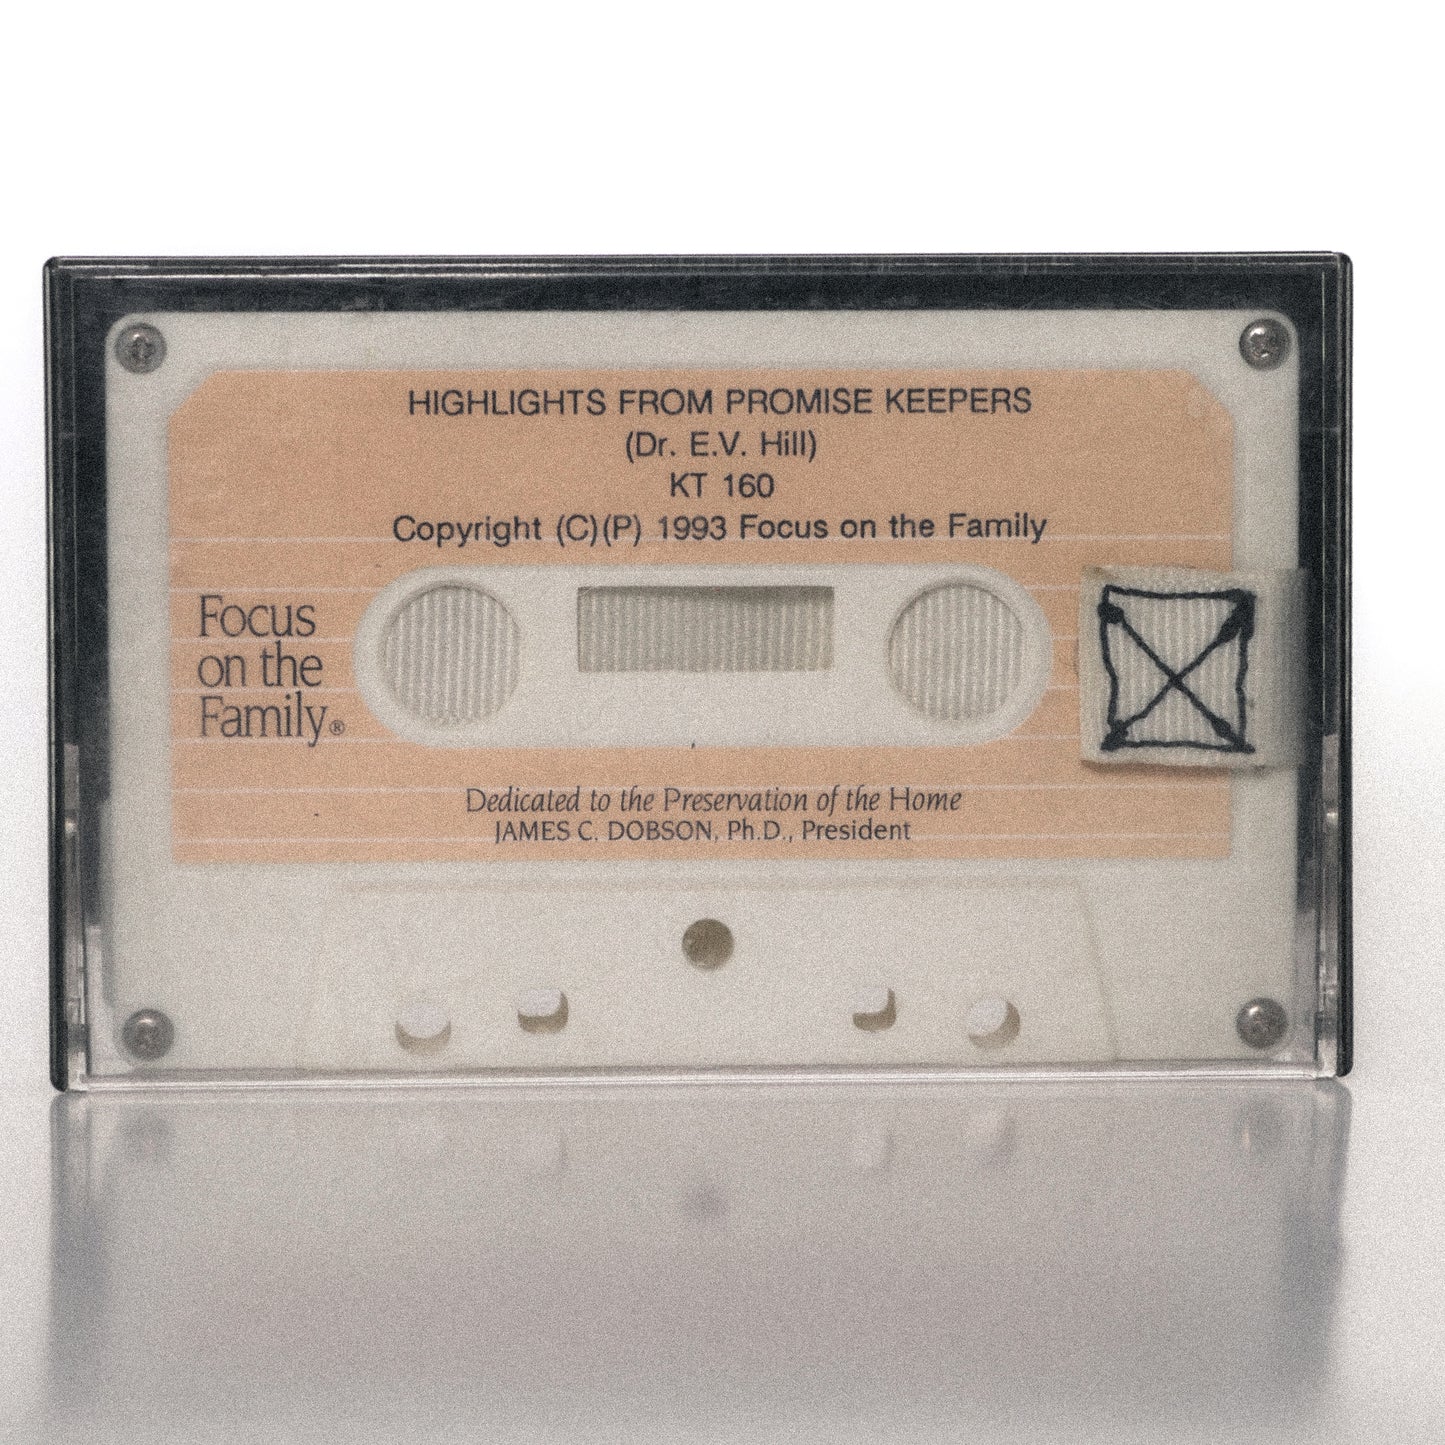 HIGHLIGHTS FROM PROMISE KEEPERS
(Dr. E.V. Hill)
KT 160
Copyright (C)(P) 1993 Focus on the Family
Focus
on the
Family®
Dedicated to the Preservation of the Home
JAMES C. DOBSON, Ph.D., President